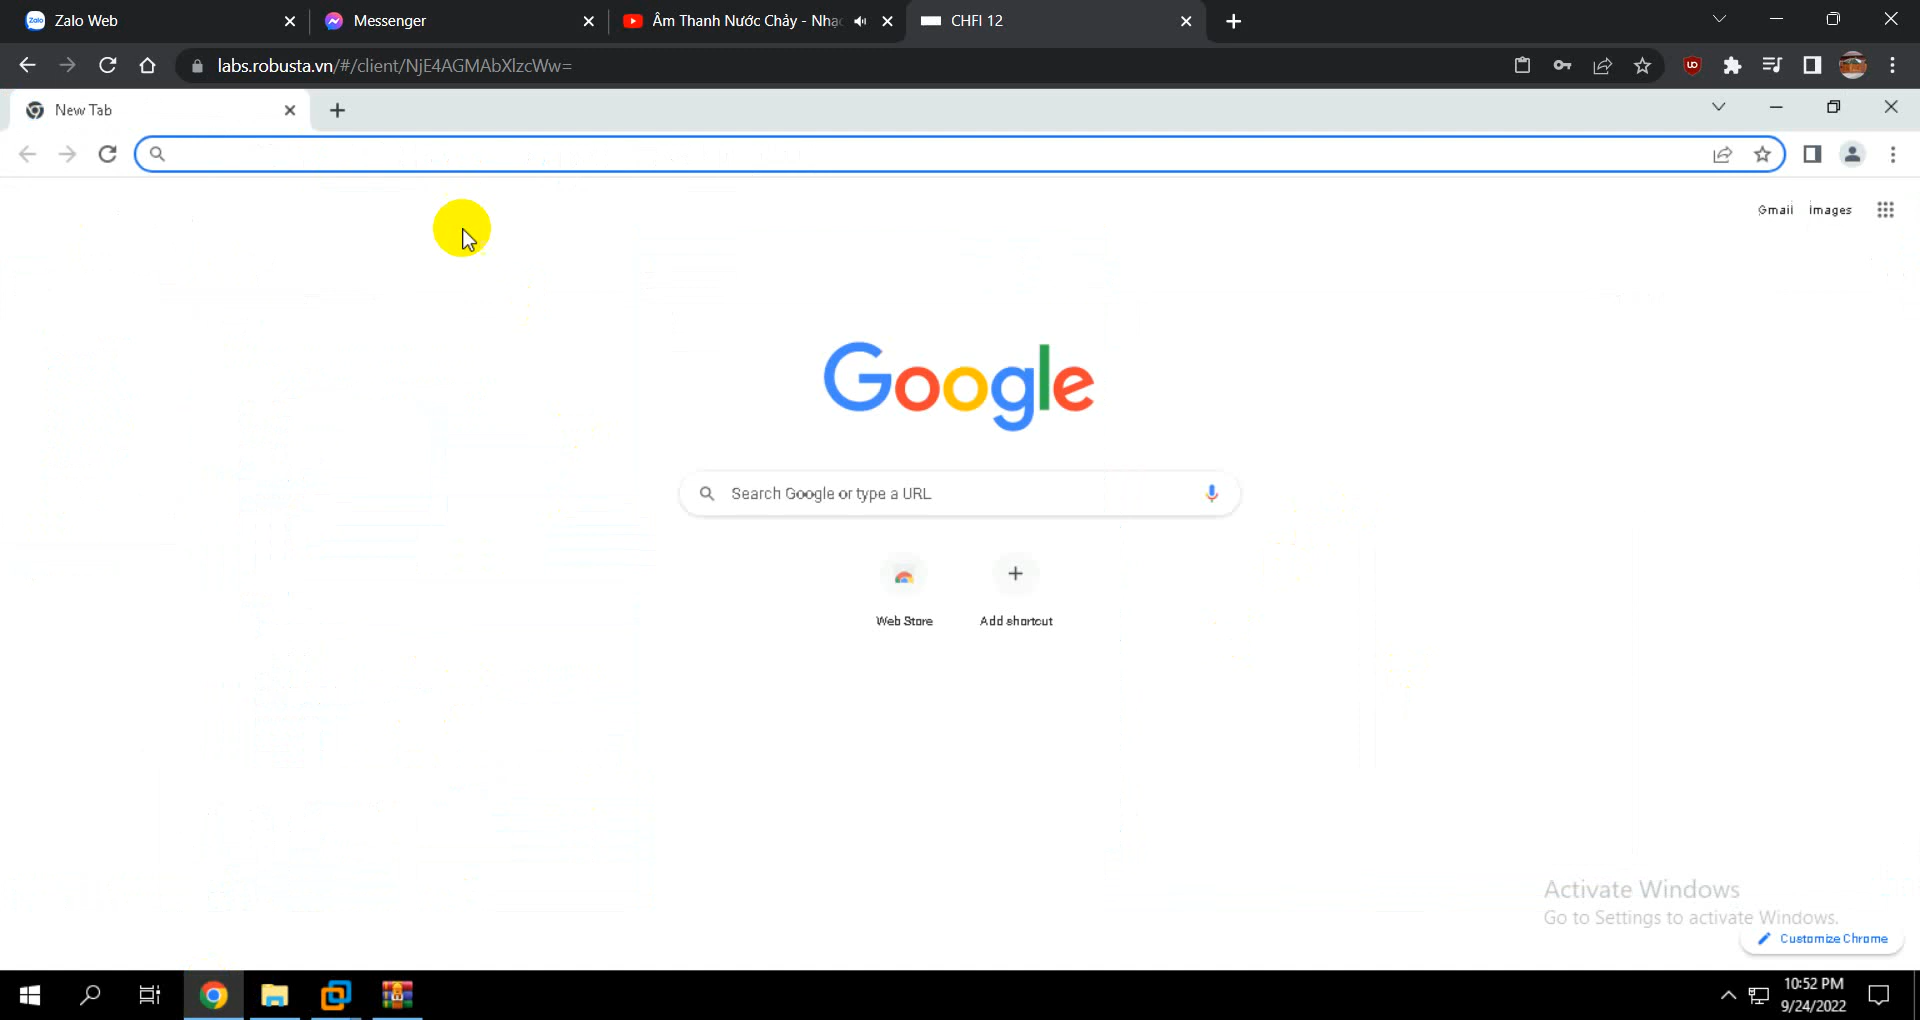 Zalo Web
Messenger
Âm Thanh Nước Chảy - Nhạ
CHFI 12
labs.robusta.vn/#/client/NjE4AGMAbXlzcWw=
New Tab
Gmail Images
Google
Search Google or type a URL
Web Store
Add shortcut
Activate Windows
Go to Settings to activate Windows.
Customize Chrome
10:52 PM
9/24/2022